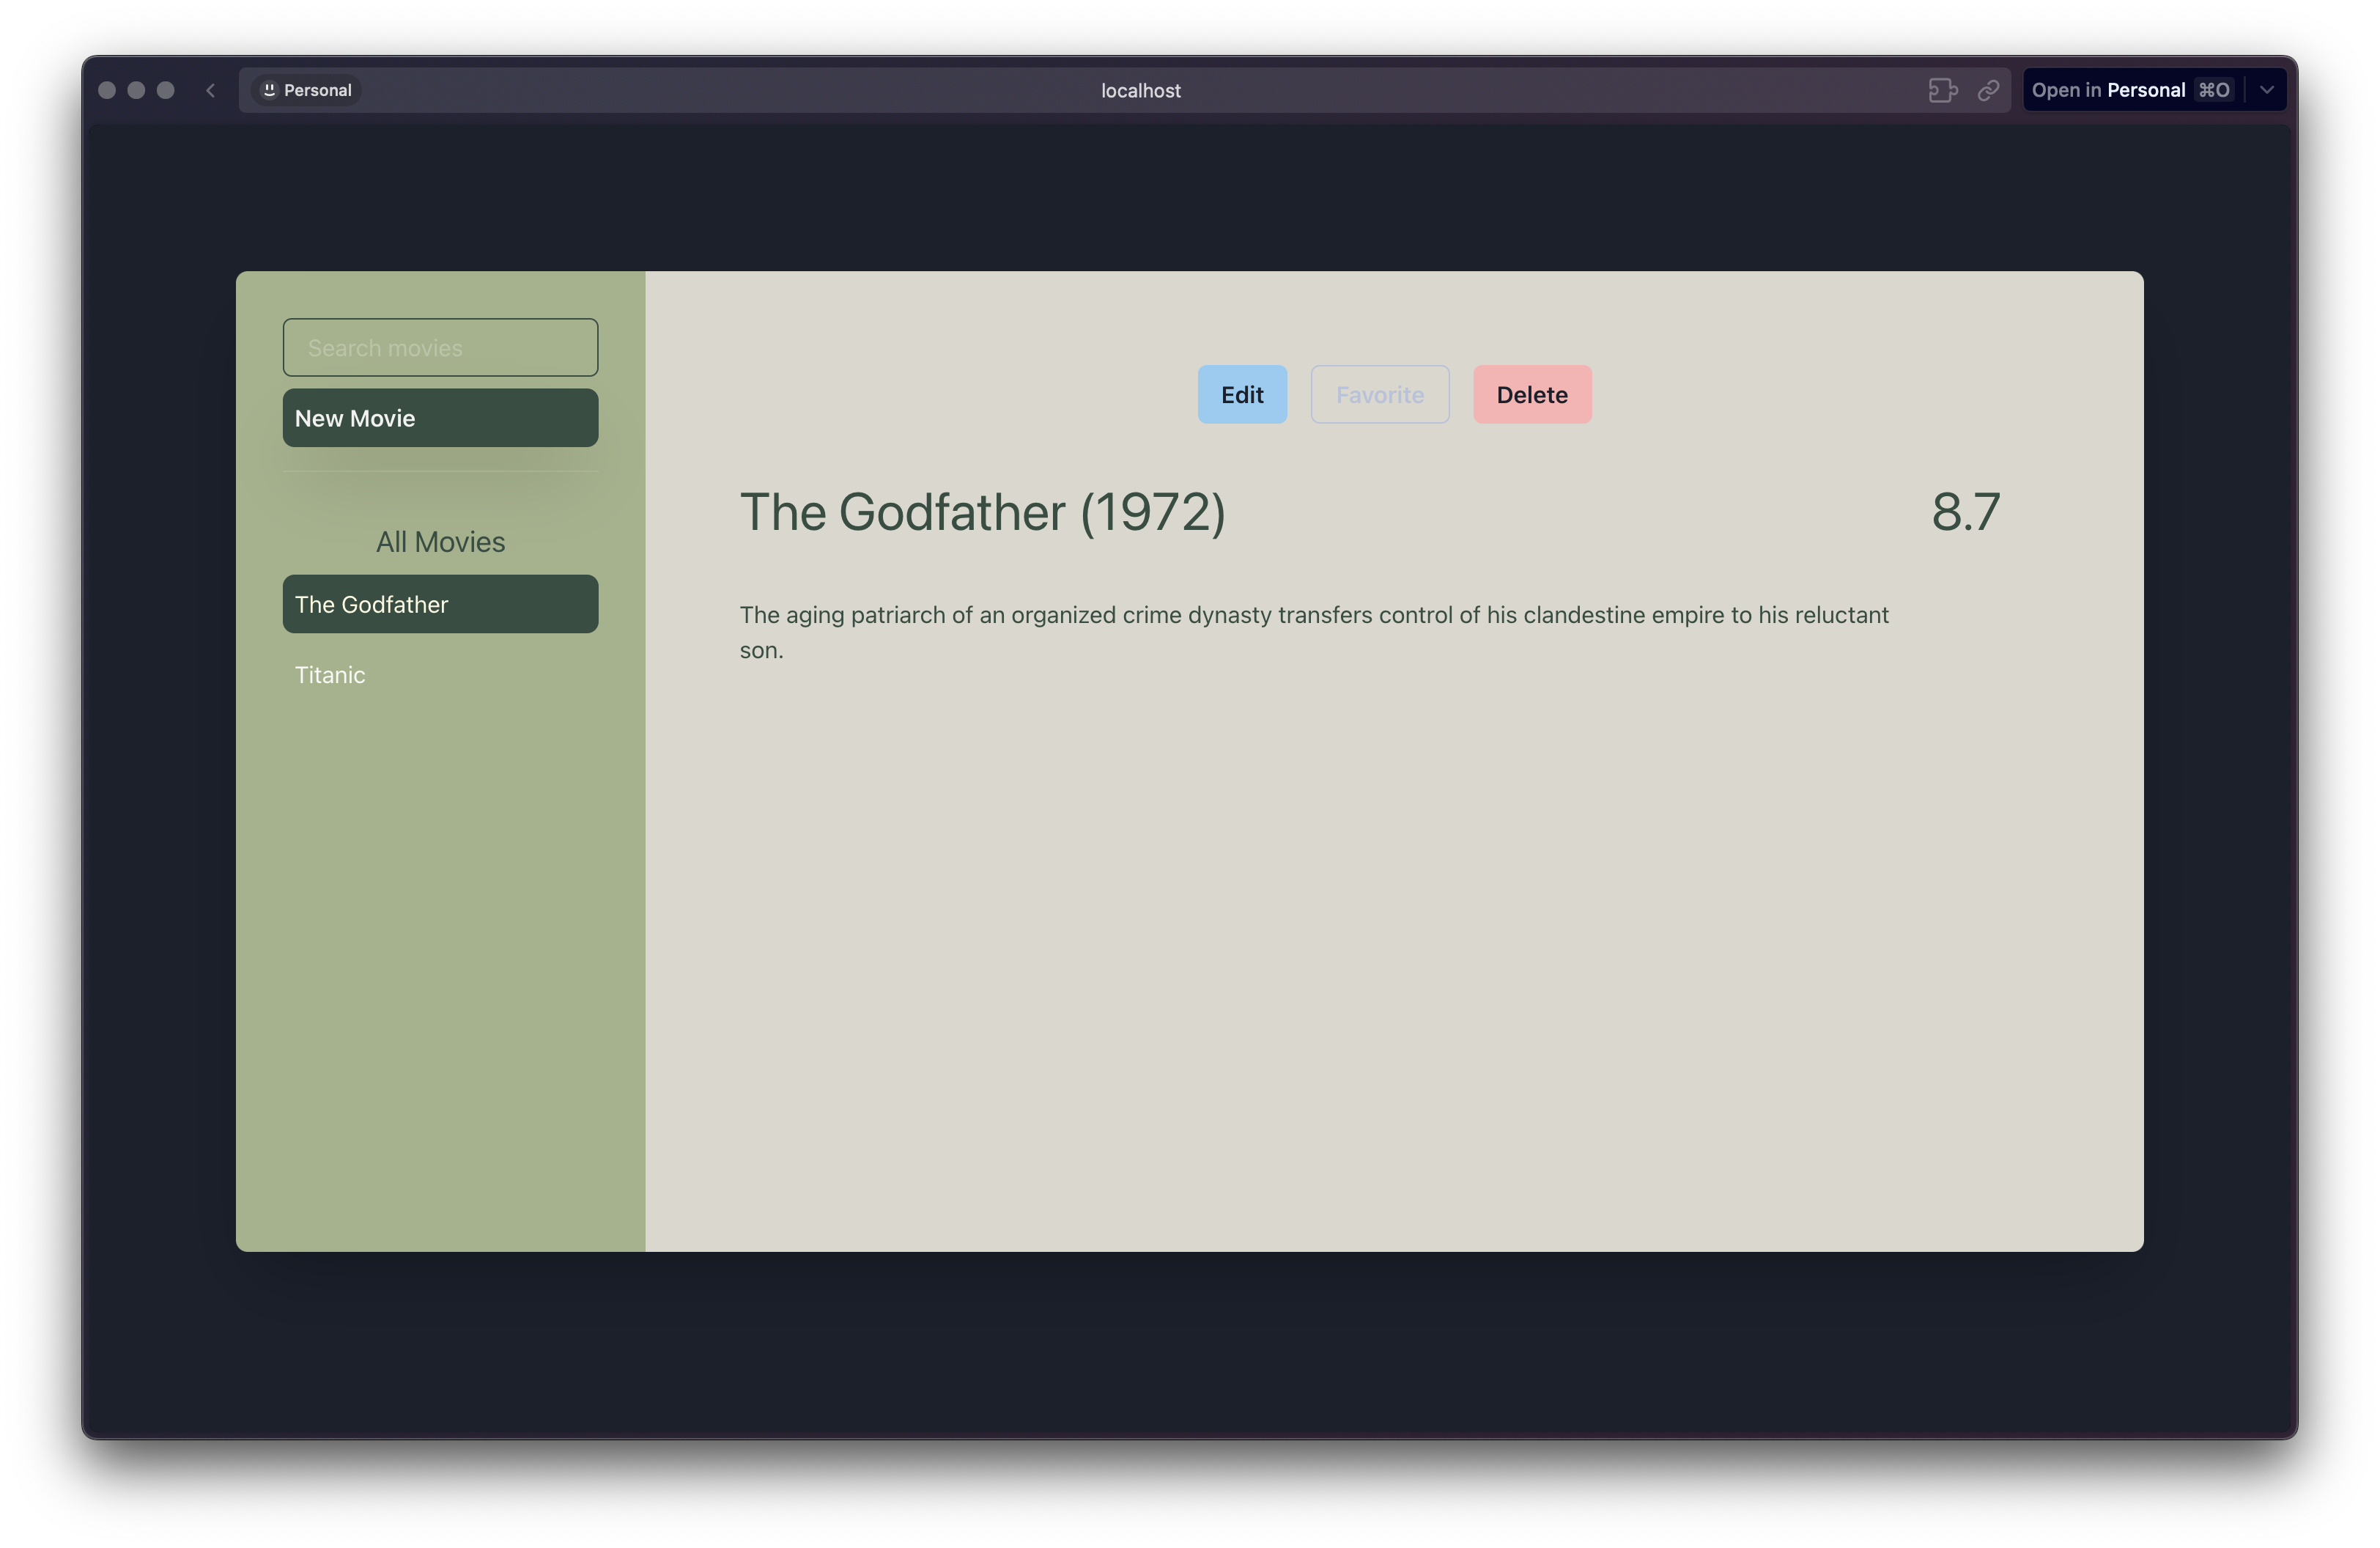 Personal
localhost
Open in Personal ⌘O
Search movies
New Movie
All Movies
The Godfather
Titanic
Edit
Favorite
Delete
The Godfather (1972)
8.7
The aging patriarch of an organized crime dynasty transfers control of his clandestine empire to his reluctant
son.